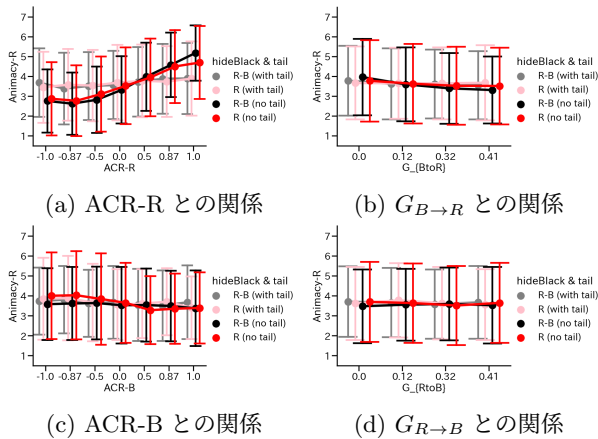 7
6
5
4
3
2
1
Animacy-R
-1.0 -0.87 -0.5 0.0 0.5 0.87 1.0
ACR-R
hideBlack & tail
R-B (with tail)
R (with tail)
R-B (no tail)
R (no tail)
(a) ACR-R との関係
7
6
5
4
3
2
1
Animacy-R
0.0 0.12 0.32 0.41
G_{BtoR}
hideBlack & tail
R-B (with tail)
R (with tail)
R-B (no tail)
R (no tail)
(b) G_{B→R} との関係
7
6
5
4
3
2
1
Animacy-R
-1.0 -0.87 -0.5 0.0 0.5 0.87 1.0
ACR-B
hideBlack & tail
R-B (with tail)
R (with tail)
R-B (no tail)
R (no tail)
(c) ACR-B との関係
7
6
5
4
3
2
1
Animacy-R
0.0 0.12 0.32 0.41
G_{RtoB}
hideBlack & tail
R-B (with tail)
R (with tail)
R-B (no tail)
R (no tail)
(d) G_{R→B} との関係